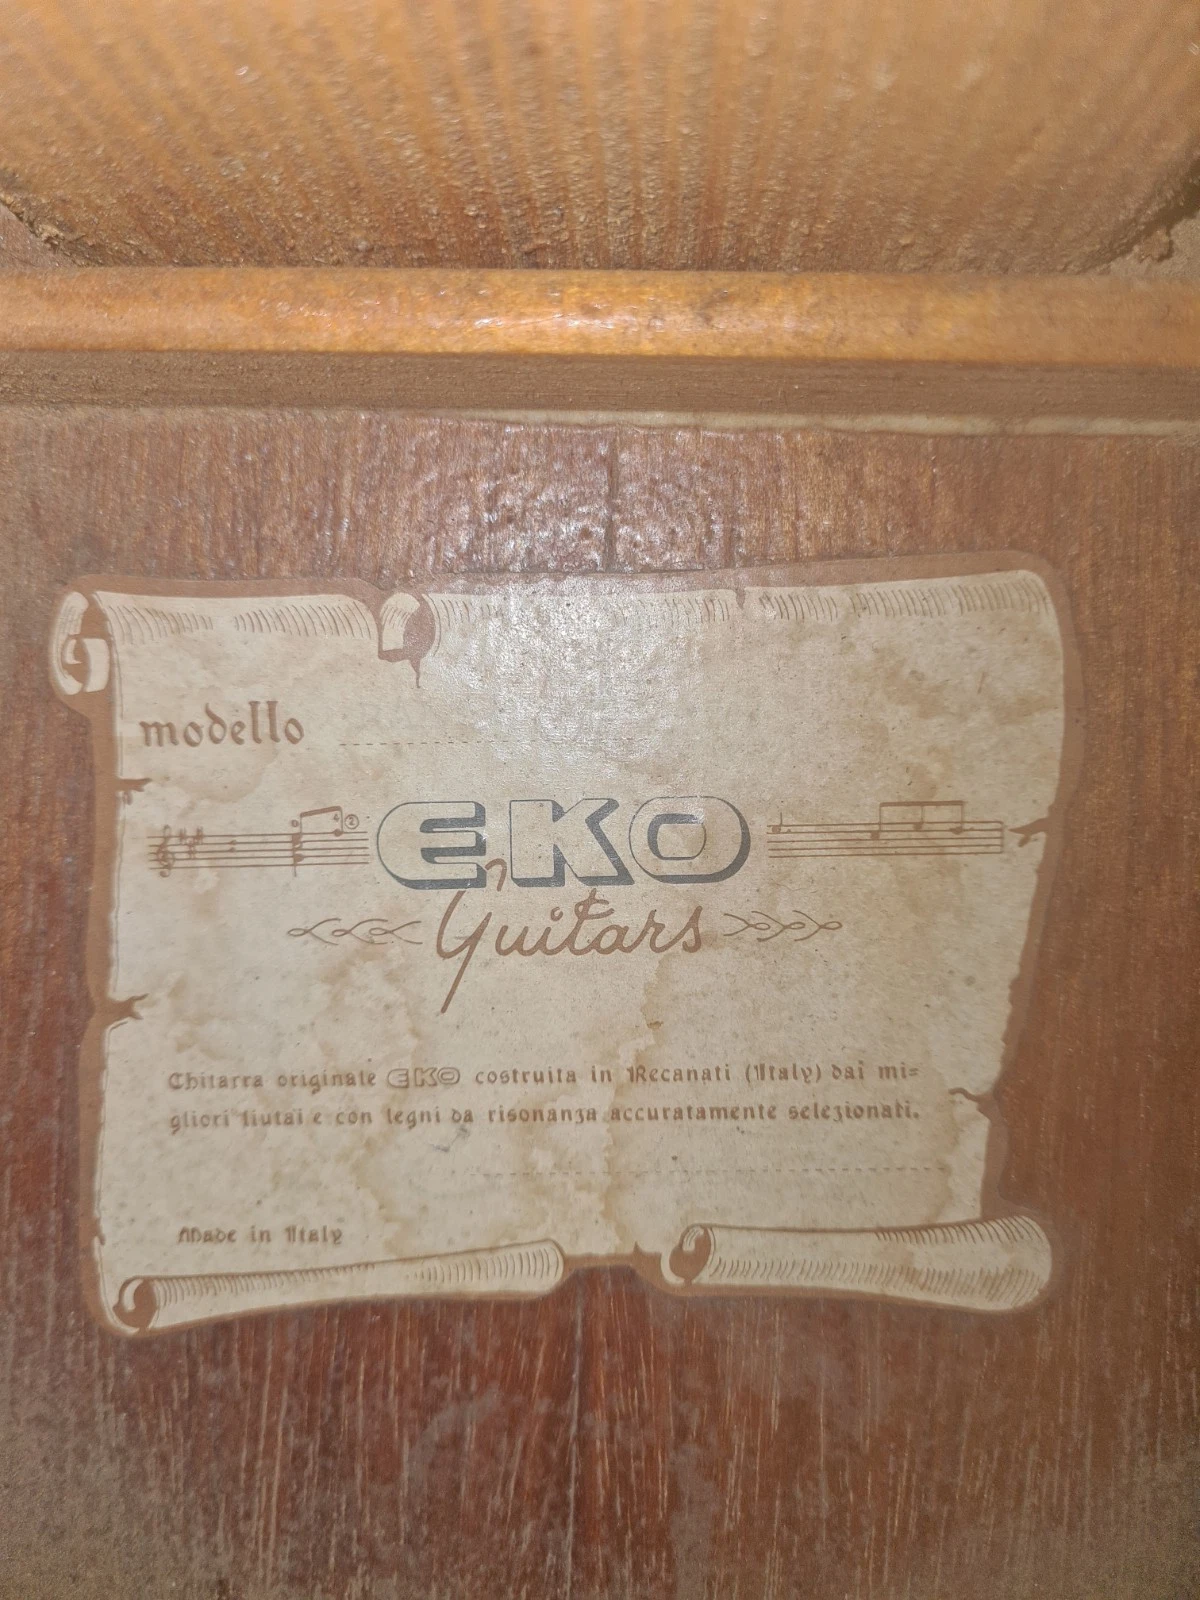 modello
EKO
Guitars
Chitarra originale EKO costruita in Recanati (Italy) dai mi=
gliori liutai e con legni da risonanza accuratamente selezionati.
Made in Italy